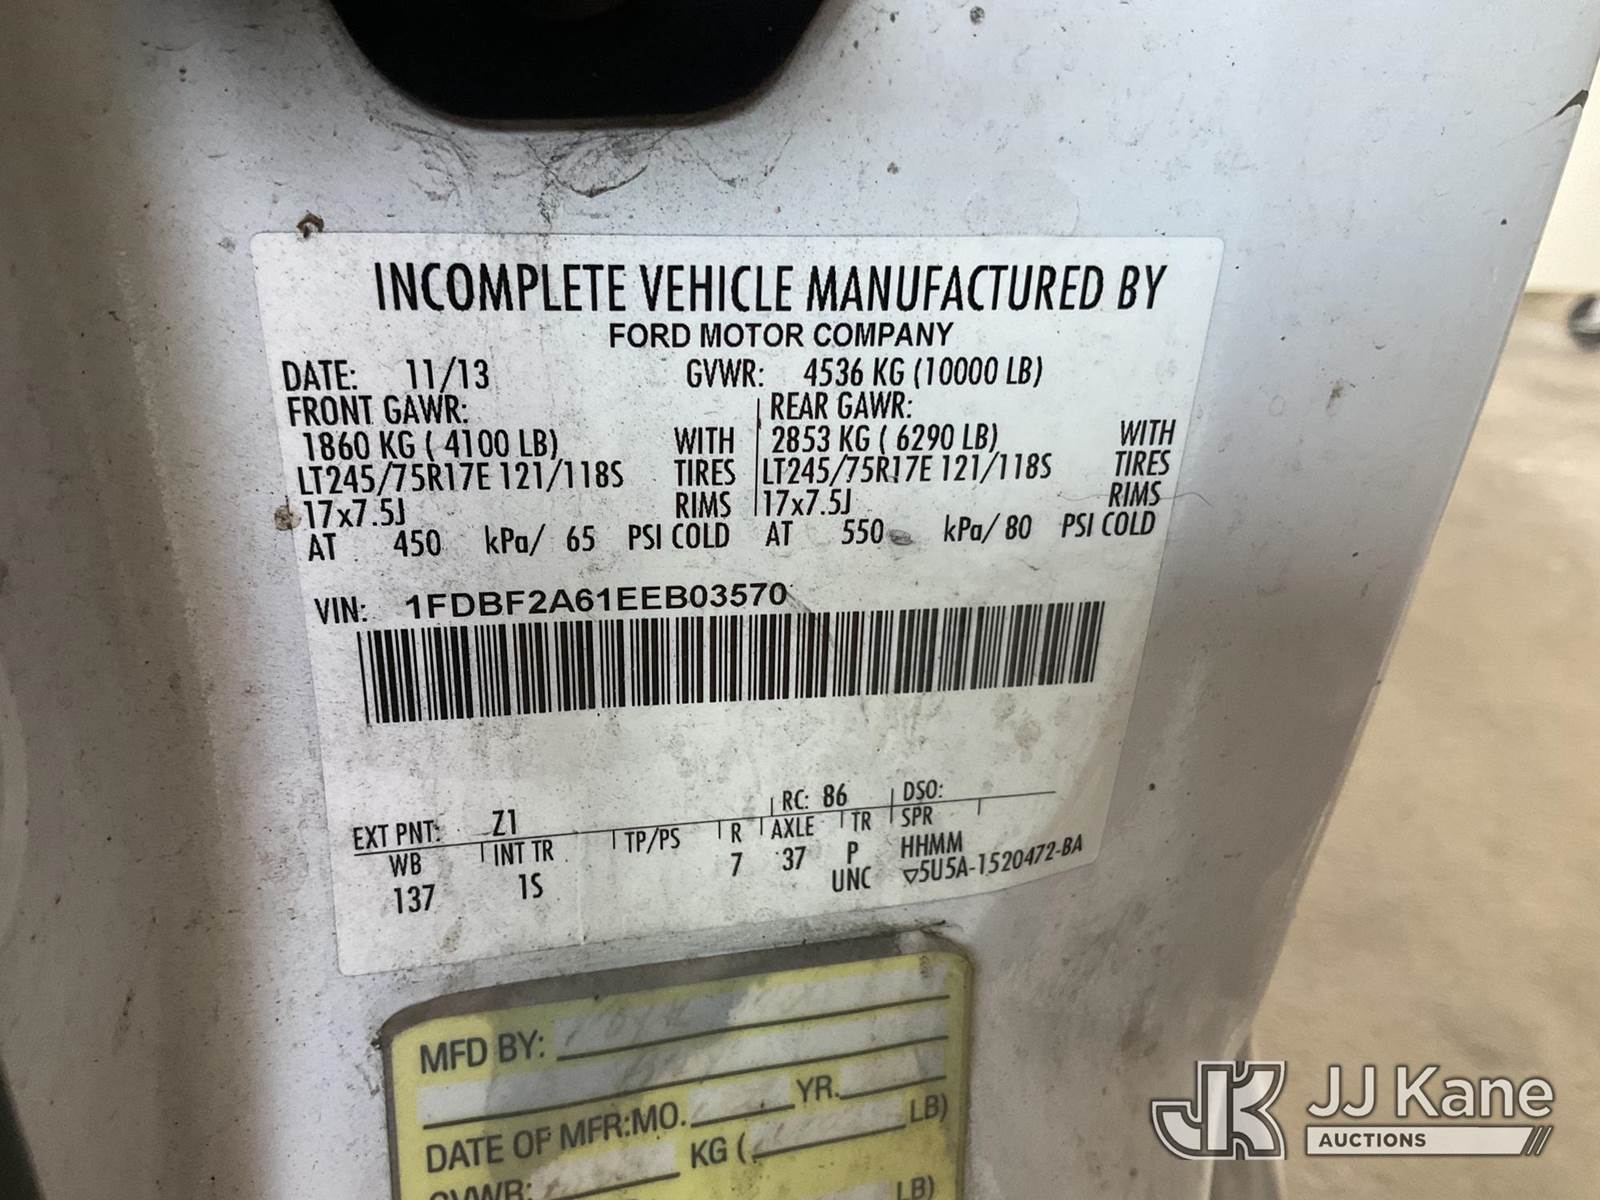 INCOMPLETE VEHICLE MANUFACTURED BY
FORD MOTOR COMPANY
DATE: 11/13 GVWR: 4536 KG (10000 LB)
FRONT GAWR: REAR GAWR:
1860 KG ( 4100 LB) WITH 2853 KG ( 6290 LB) WITH
LT245/75R17E 121/118S TIRES LT245/75R17E 121/118S TIRES
17x7.5J RIMS 17x7.5J RIMS
AT 450 kPa/ 65 PSI COLD AT 550 kPa/ 80 PSI COLD
VIN: 1FDBF2A61EEB03570
EXT PNT: Z1 RC: 86 DSO:
WB INT TR TP/PS R AXLE TR SPR
137 1S 7 37 P HHMM
UNC ▽5U5A-1520472-BA
MFD BY:
DATE OF MFR:MO. YR.
GVWR: KG ( LB)
LB)
JK JJ Kane
AUCTIONS